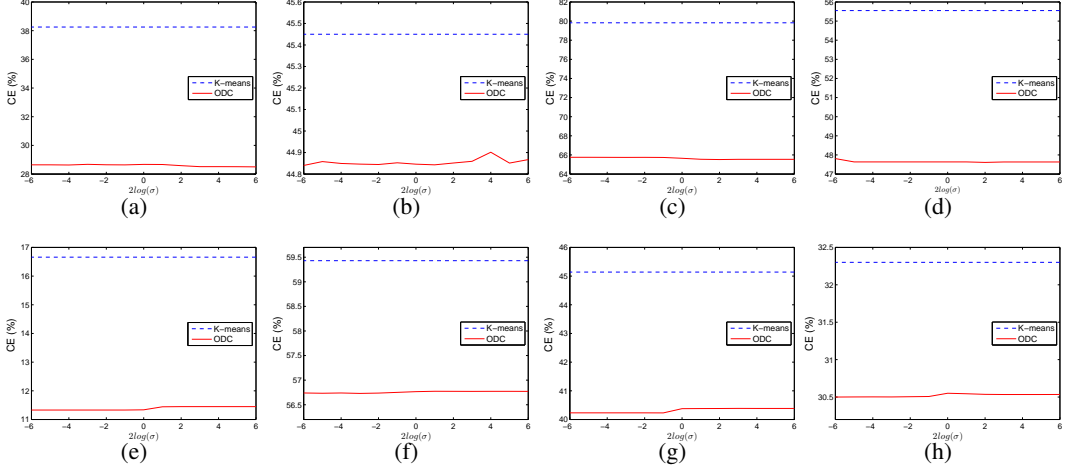 40
38
36
34
32
30
28
CE (%)
−6 −4 −2 0 2 4 6
2log(σ)
K−means
ODC
(a)
45.6
45.5
45.4
45.3
45.2
45.1
45
44.9
44.8
CE (%)
−6 −4 −2 0 2 4 6
2log(σ)
K−means
ODC
(b)
82
80
78
76
74
72
70
68
66
64
CE (%)
−6 −4 −2 0 2 4 6
2log(σ)
K−means
ODC
(c)
56
55
54
53
52
51
50
49
48
47
CE (%)
−6 −4 −2 0 2 4 6
2log(σ)
K−means
ODC
(d)
17
16
15
14
13
12
11
CE (%)
−6 −4 −2 0 2 4 6
2log(σ)
K−means
ODC
(e)
59.5
59
58.5
58
57.5
57
56.5
CE (%)
−6 −4 −2 0 2 4 6
2log(σ)
K−means
ODC
(f)
46
45
44
43
42
41
40
CE (%)
−6 −4 −2 0 2 4 6
2log(σ)
K−means
ODC
(g)
32.5
32
31.5
31
30.5
CE (%)
−6 −4 −2 0 2 4 6
2log(σ)
K−means
ODC
(h)